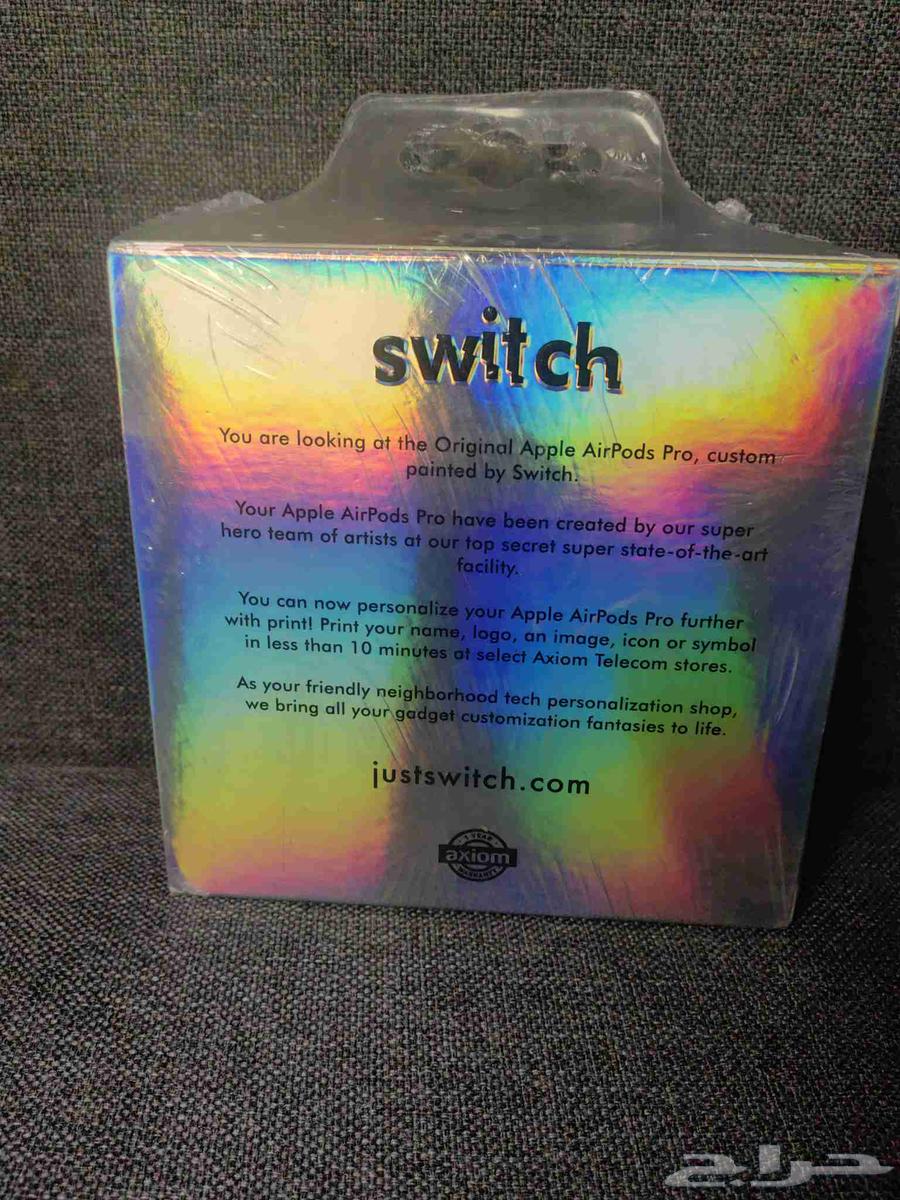 switch
You are looking at the Original Apple AirPods Pro, custom
painted by Switch.
Your Apple AirPods Pro have been created by our super
hero team of artists at our top secret super state-of-the-art
facility.
You can now personalize your Apple AirPods Pro further
with print! Print your name, logo, an image, icon or symbol
in less than 10 minutes at select Axiom Telecom stores.
As your friendly neighborhood tech personalization shop,
we bring all your gadget customization fantasies to life.
justswitch.com
1 YEAR
axiom
WARRANTY
حراج